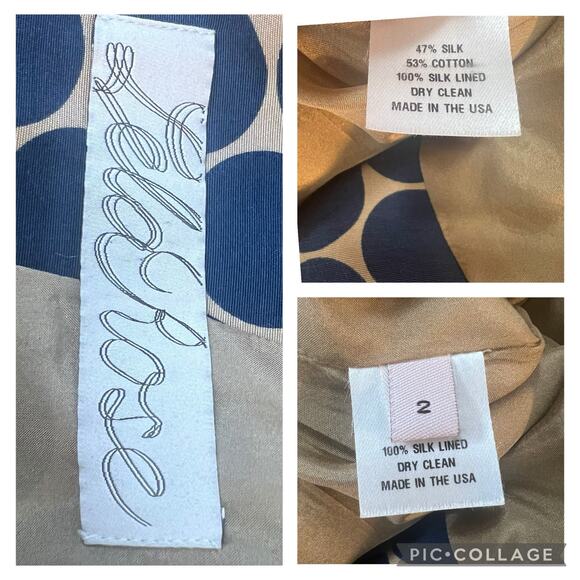 Lela Rose
47% SILK
53% COTTON
100% SILK LINED
DRY CLEAN
MADE IN THE USA
2
100% SILK LINED
DRY CLEAN
MADE IN THE USA
PIC•COLLAGE